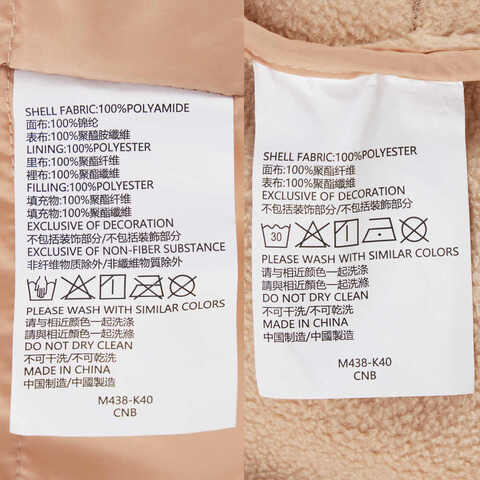 SHELL FABRIC:100%POLYAMIDE
面布:100%锦纶
表布:100%聚醯胺纖維
LINING:100%POLYESTER
里布:100%聚酯纤维
裡布:100%聚酯纖維
FILLING:100%POLYESTER
填充物:100%聚酯纤维
填充物:100%聚酯纖維
EXCLUSIVE OF DECORATION
不包括装饰部分/不包括裝飾部分
EXCLUSIVE OF NON-FIBER SUBSTANCE
非纤维物质除外/非纖維物質除外
PLEASE WASH WITH SIMILAR COLORS
请与相近颜色一起洗涤
請與相近顏色一起洗滌
DO NOT DRY CLEAN
不可干洗/不可乾洗
MADE IN CHINA
中国制造/中國製造
M438-K40
CNB
SHELL FABRIC:100%POLYESTER
面布:100%聚酯纤维
表布:100%聚酯纖維
EXCLUSIVE OF DECORATION
不包括装饰部分/不包括裝飾部分
30
PLEASE WASH WITH SIMILAR COLORS
请与相近颜色一起洗涤
請與相近顏色一起洗滌
DO NOT DRY CLEAN
不可干洗/不可乾洗
MADE IN CHINA
中国制造/中國製造
M438-K40
CNB